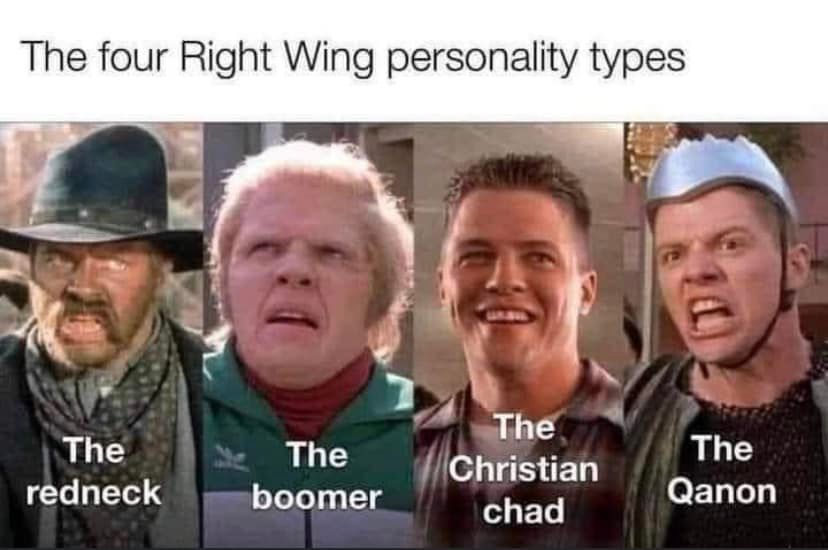 The four Right Wing personality types
The
redneck
The
boomer
The
Christian
chad
The
Qanon